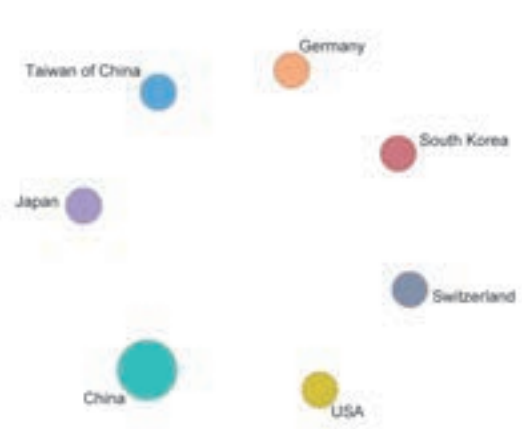 Germany
Taiwan of China
South Korea
Japan
Switzerland
China
USA